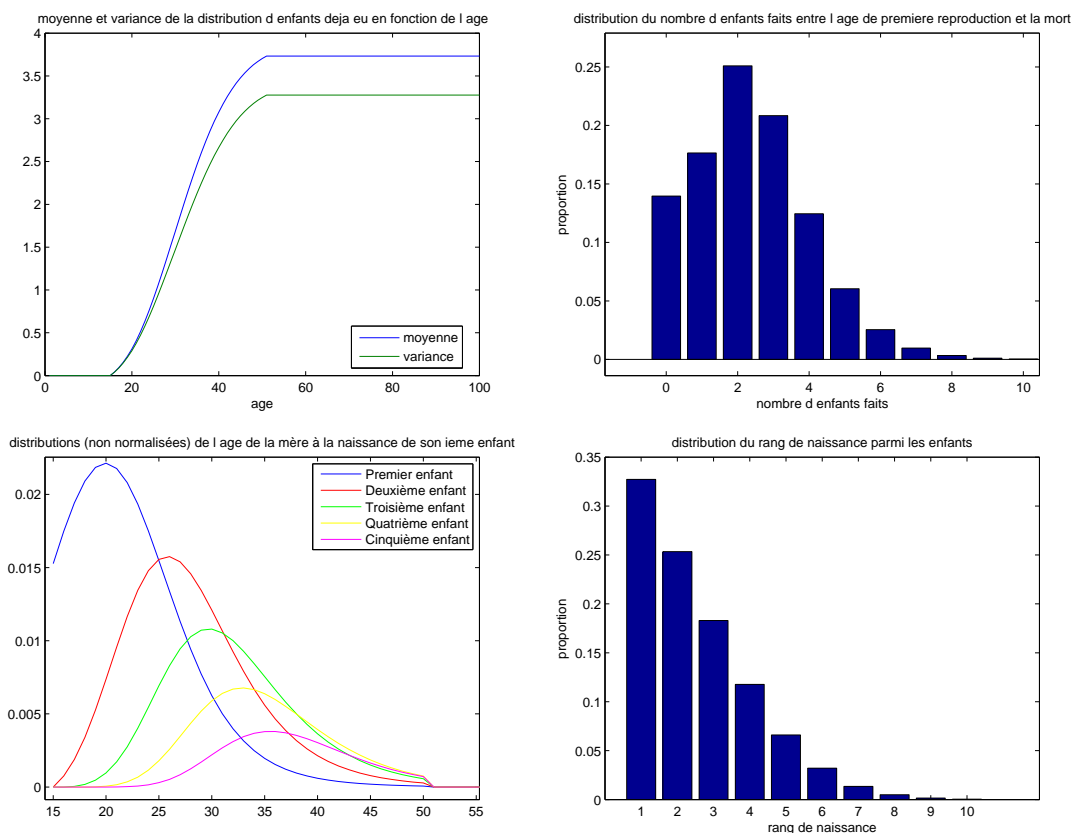 moyenne et variance de la distribution d enfants deja eu en fonction de l age
4
3.5
3
2.5
2
1.5
1
0.5
0
0 20 40 60 80 100
age
moyenne
variance
distribution du nombre d enfants faits entre l age de premiere reproduction et la mort
0.25
0.2
0.15
0.1
0.05
0
proportion
0 2 4 6 8 10
nombre d enfants faits
distributions (non normalisées) de l age de la mère à la naissance de son ieme enfant
0.02
0.015
0.01
0.005
0
15 20 25 30 35 40 45 50 55
Premier enfant
Deuxième enfant
Troisième enfant
Quatrième enfant
Cinquième enfant
distribution du rang de naissance parmi les enfants
0.35
0.3
0.25
0.2
0.15
0.1
0.05
0
proportion
1 2 3 4 5 6 7 8 9 10
rang de naissance